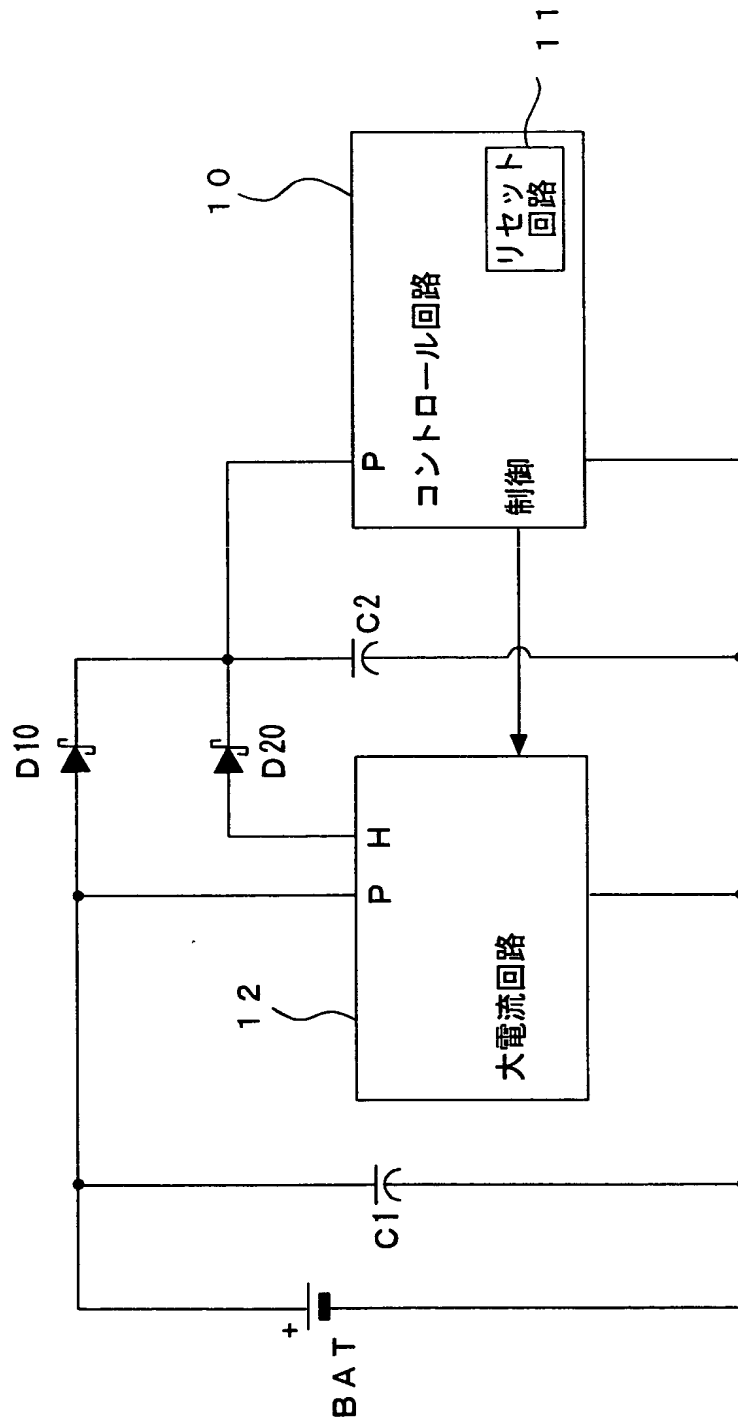 BAT
+
C1
１２
大電流回路
P
H
D10
D20
C2
１０
P
コントロール回路
制御
リセット
回路
１１